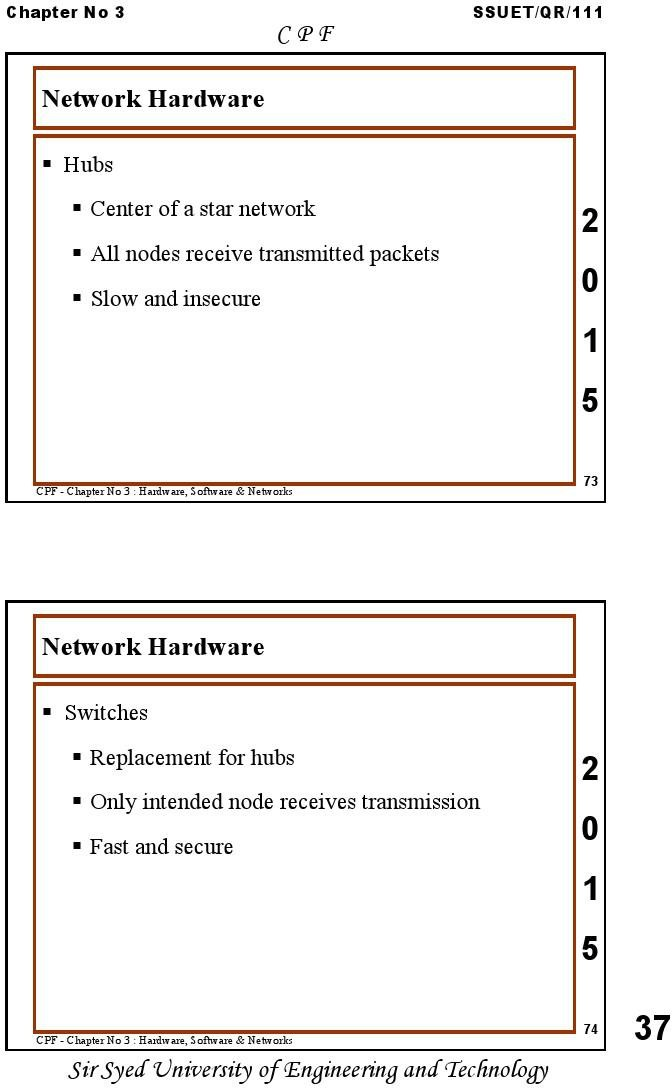 Chapter No 3 SSUET/QR/111
C P F
Network Hardware
▪ Hubs
▪ Center of a star network
▪ All nodes receive transmitted packets
▪ Slow and insecure
2
0
1
5
73
CPF - Chapter No 3 : Hardware, Software & Networks
Network Hardware
▪ Switches
▪ Replacement for hubs
▪ Only intended node receives transmission
▪ Fast and secure
2
0
1
5
74
CPF - Chapter No 3 : Hardware, Software & Networks
37
Sir Syed University of Engineering and Technology